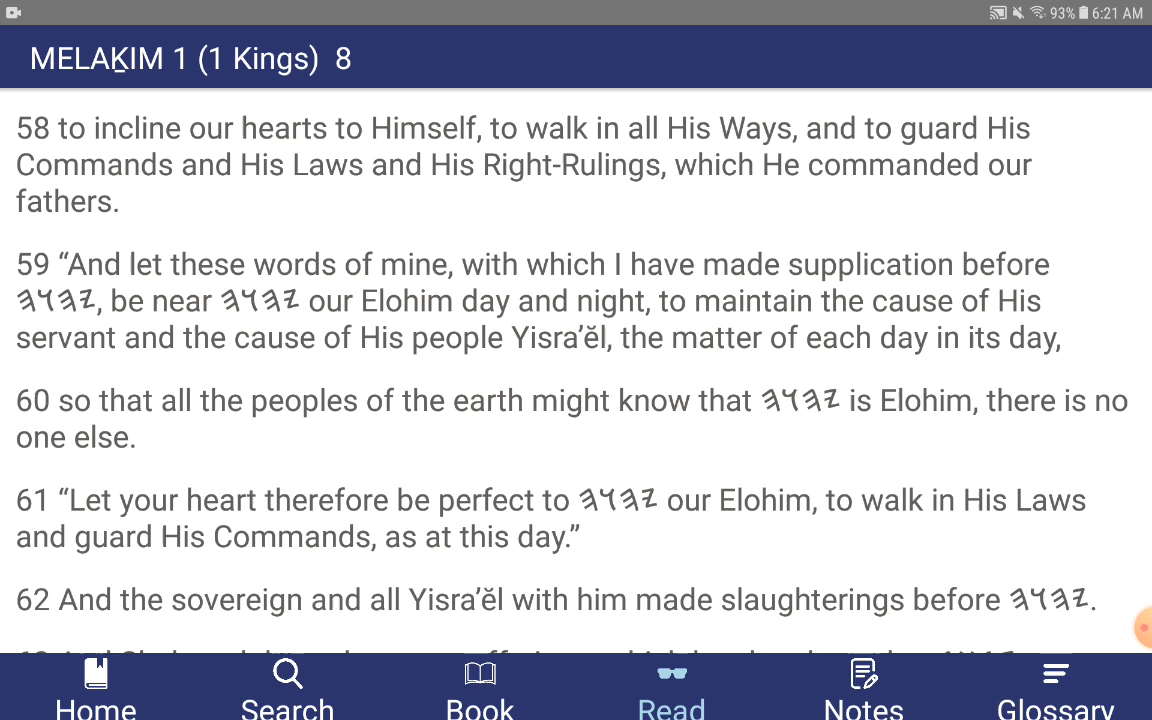 93% 6:21 AM
MELAḴIM 1 (1 Kings) 8
58 to incline our hearts to Himself, to walk in all His Ways, and to guard His
Commands and His Laws and His Right-Rulings, which He commanded our
fathers.
59 “And let these words of mine, with which I have made supplication before
𐤉𐤄𐤅𐤄, be near 𐤉𐤄𐤅𐤄 our Elohim day and night, to maintain the cause of His
servant and the cause of His people Yisra’ĕl, the matter of each day in its day,
60 so that all the peoples of the earth might know that 𐤉𐤄𐤅𐤄 is Elohim, there is no
one else.
61 “Let your heart therefore be perfect to 𐤉𐤄𐤅𐤄 our Elohim, to walk in His Laws
and guard His Commands, as at this day.”
62 And the sovereign and all Yisra’ĕl with him made slaughterings before 𐤉𐤄𐤅𐤄.
Home Search Book Read Notes Glossary